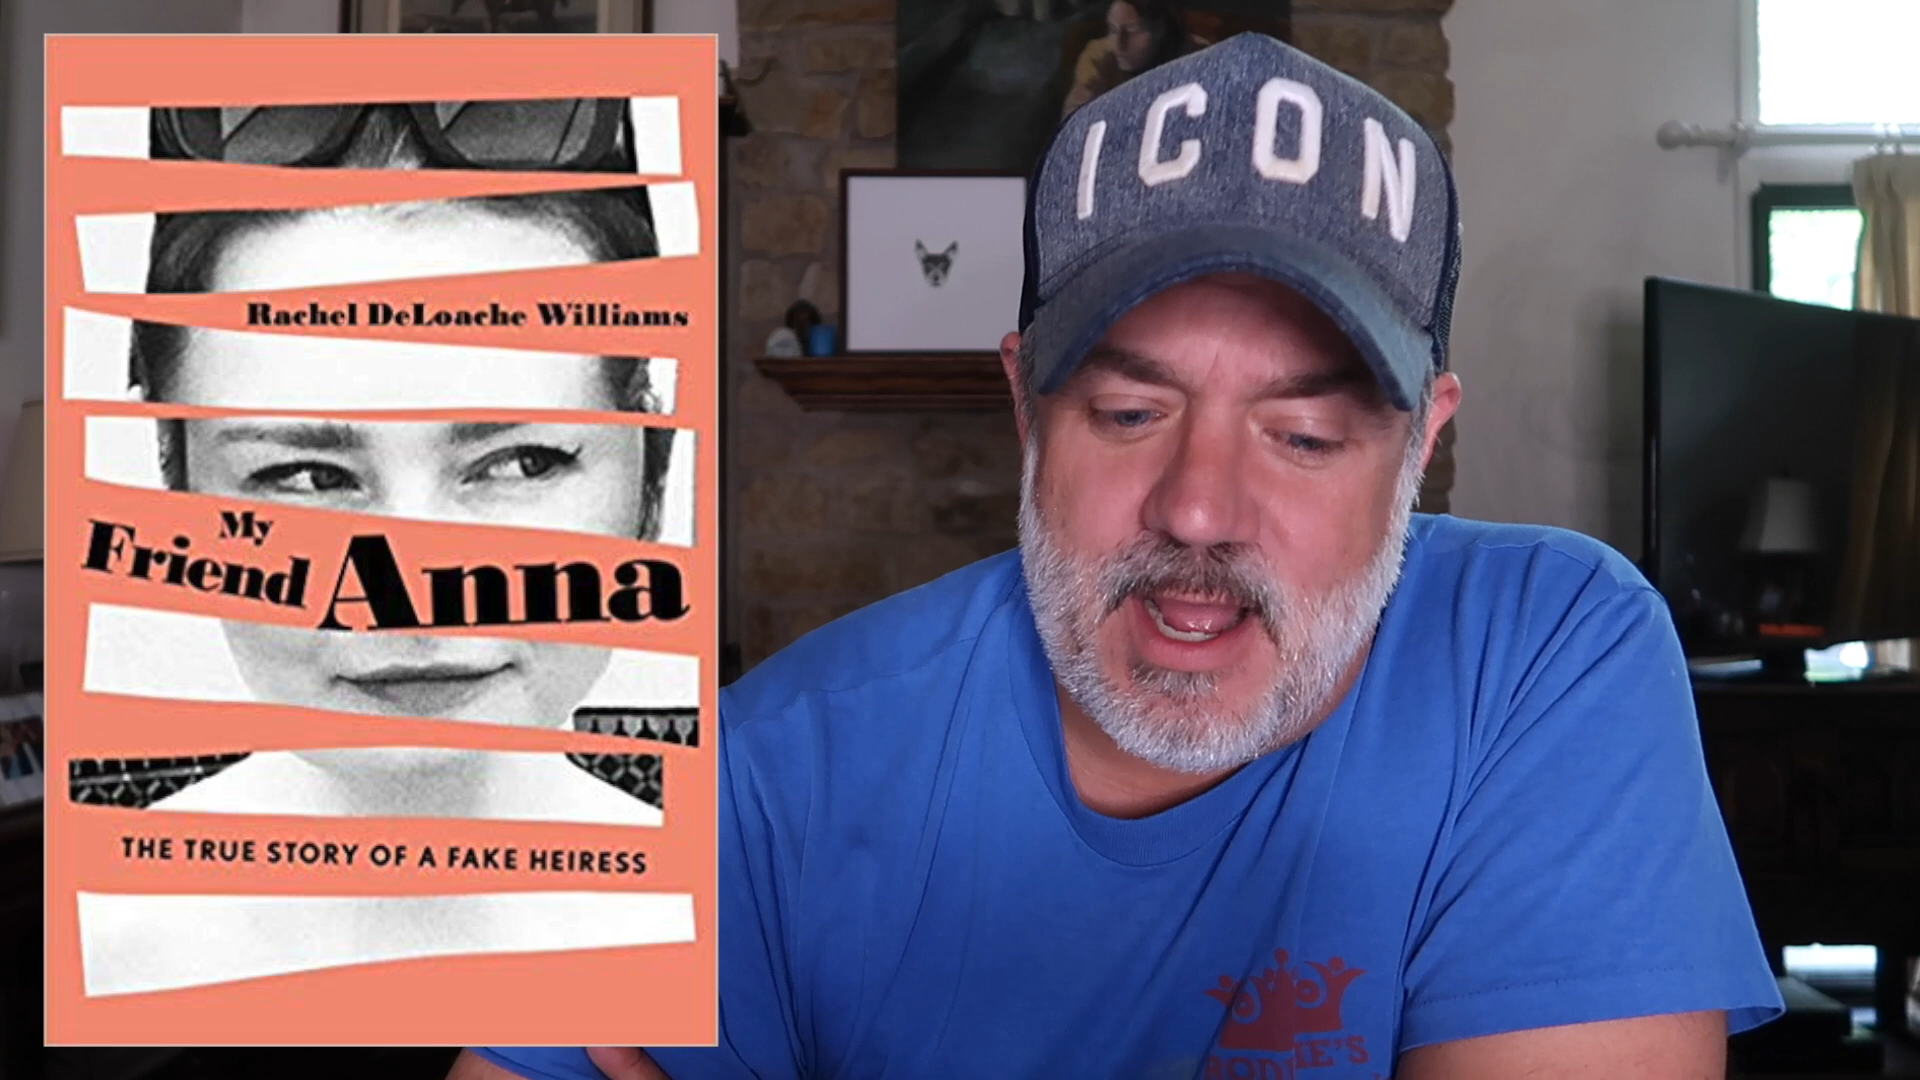 Rachel DeLoache Williams
My
Friend Anna
THE TRUE STORY OF A FAKE HEIRESS
ICON